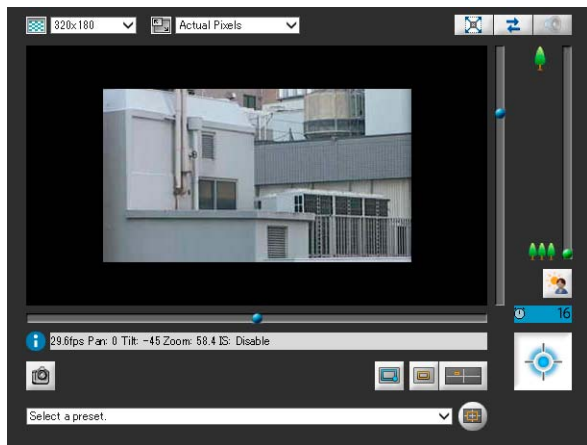 320x180
Actual Pixels
16
29.6fps Pan: 0 Tilt: -45 Zoom: 58.4 IS: Disable
Select a preset.